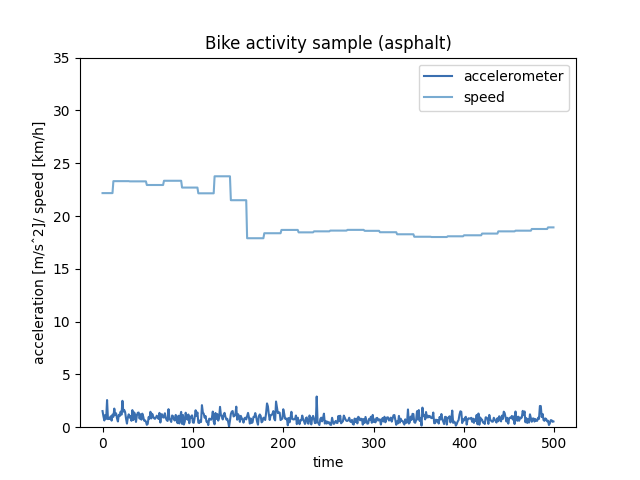 Bike activity sample (asphalt)
accelerometer
speed
acceleration [m/s^2]/ speed [km/h]
35
30
25
20
15
10
5
0
0 100 200 300 400 500
time